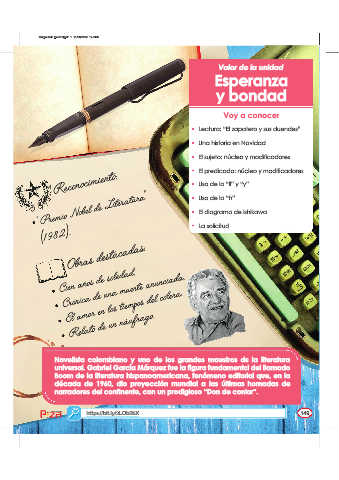 Valor de la unidad
Esperanza
y bondad
Voy a conocer
• Lectura: "El zapatero y sus duendes"
• Una historia en Navidad
• El sujeto: núcleo y modificadores
• El predicado: núcleo y modificadores
• Uso de la "ll" y "y"
• Uso de la "h"
• El diagrama de Ishikawa
• La solicitud
Reconocimiento:
• "Premio Nobel de Literatura"
(1982).
Obras destacadas:
• Cien años de soledad.
• Crónica de una muerte anunciada.
• El amor en los tiempos del cólera.
• Relato de un náufrago.
Novelista colombiano y uno de los grandes maestros de la literatura
universal. Gabriel García Márquez fue la figura fundamental del llamado
Boom de la literatura hispanoamericana, fenómeno editorial que, en la
década de 1960, dio proyección mundial a las últimas hornadas de
narradores del continente, con un prodigioso "Don de contar".
149